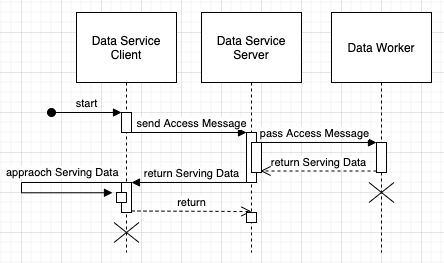 Data Service
Client
Data Service
Server
Data Worker
start
send Access Message
pass Access Message
return Serving Data
appraoch Serving Data
return Serving Data
return